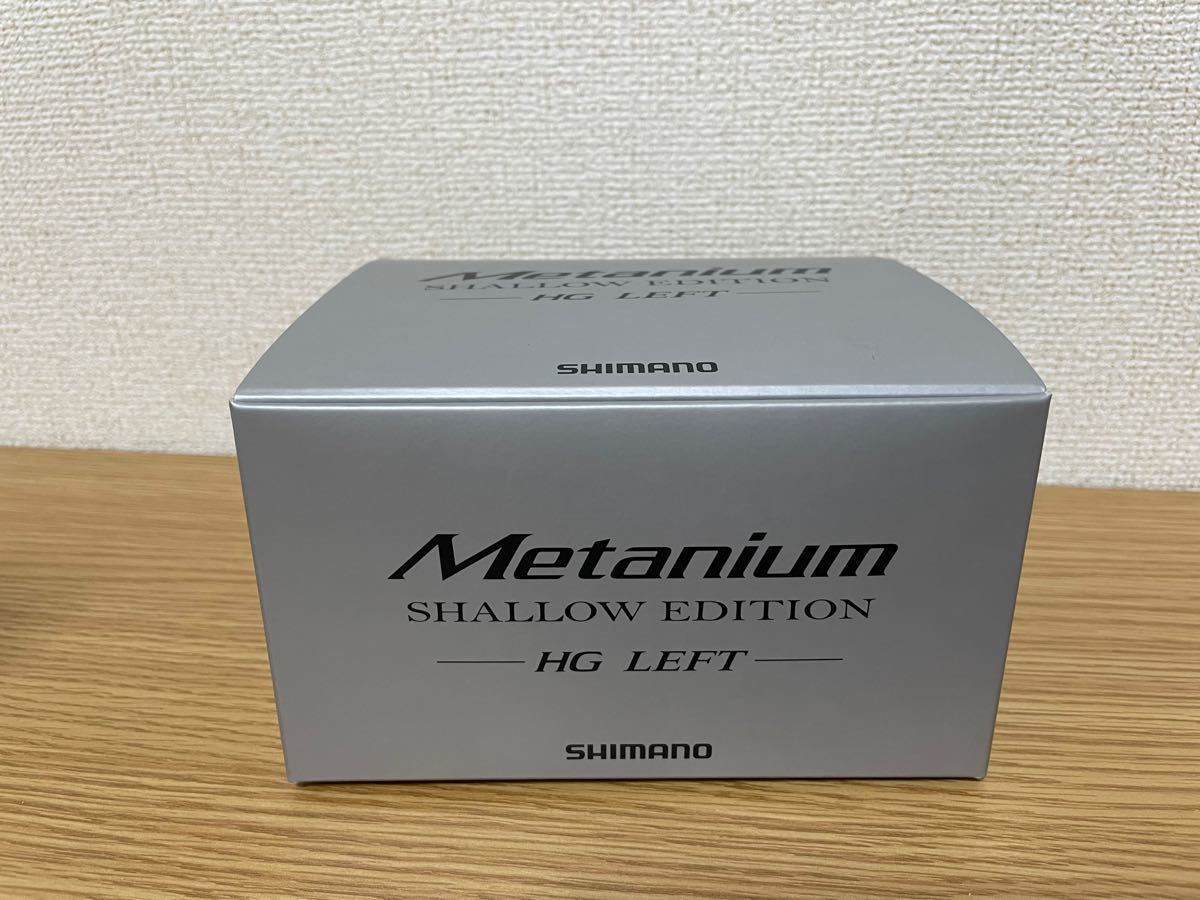 Metanium
SHALLOW EDITION
HG LEFT
SHIMANO
Metanium
SHALLOW EDITION
HG LEFT
SHIMANO